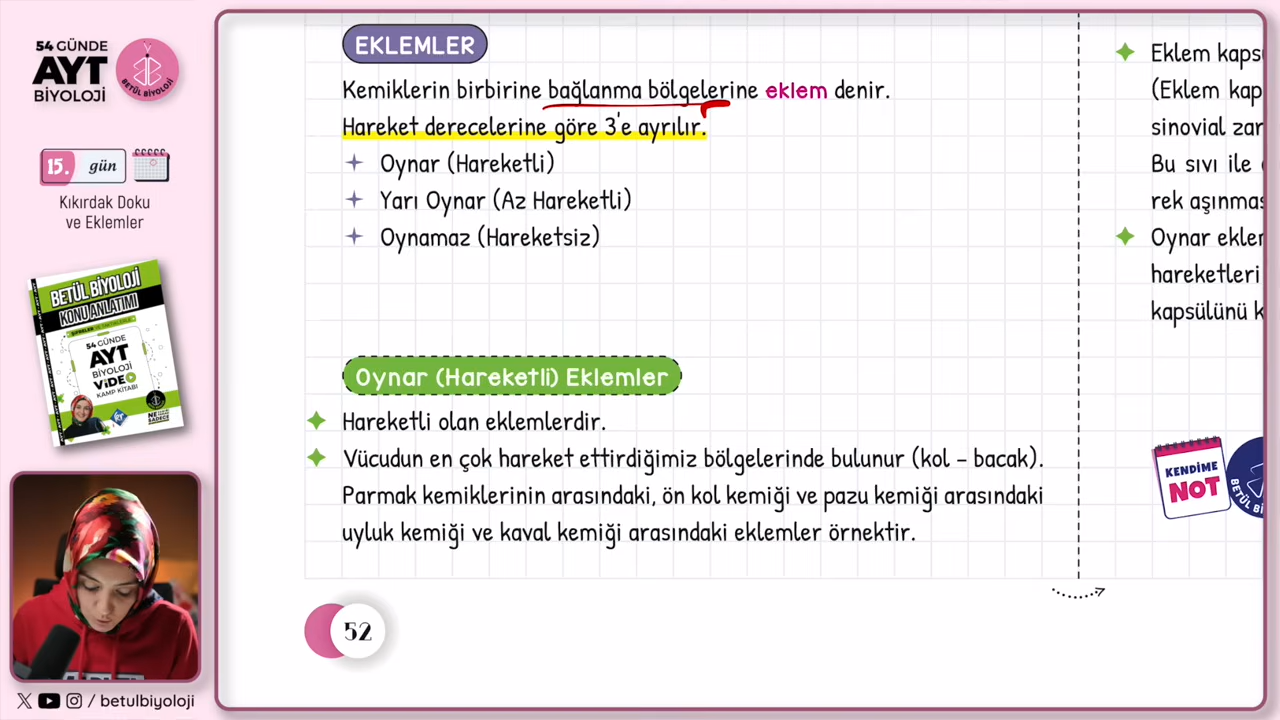 54 GÜNDE
AYT
BİYOLOJİ
BETÜL BİYOLOJİ
15. gün
Kıkırdak Doku
ve Eklemler
BETÜL BİYOLOJİ
KONU ANLATIMI
54 GÜNDE
AYT
BİYOLOJİ
VİDEO
KAMP KİTABI
/ betulbiyoloji
EKLEMLER
Kemiklerin birbirine bağlanma bölgelerine eklem denir.
Hareket derecelerine göre 3'e ayrılır.
Oynar (Hareketli)
Yarı Oynar (Az Hareketli)
Oynamaz (Hareketsiz)
Oynar (Hareketli) Eklemler
Hareketli olan eklemlerdir.
Vücudun en çok hareket ettirdiğimiz bölgelerinde bulunur (kol – bacak).
Parmak kemiklerinin arasındaki, ön kol kemiği ve pazu kemiği arasındaki
uyluk kemiği ve kaval kemiği arasındaki eklemler örnektir.
52
Eklem kaps
(Eklem kap
sinovial zar
Bu sıvı ile
rek aşınmas
Oynar ekler
hareketleri
kapsülünü k
KENDİME
NOT